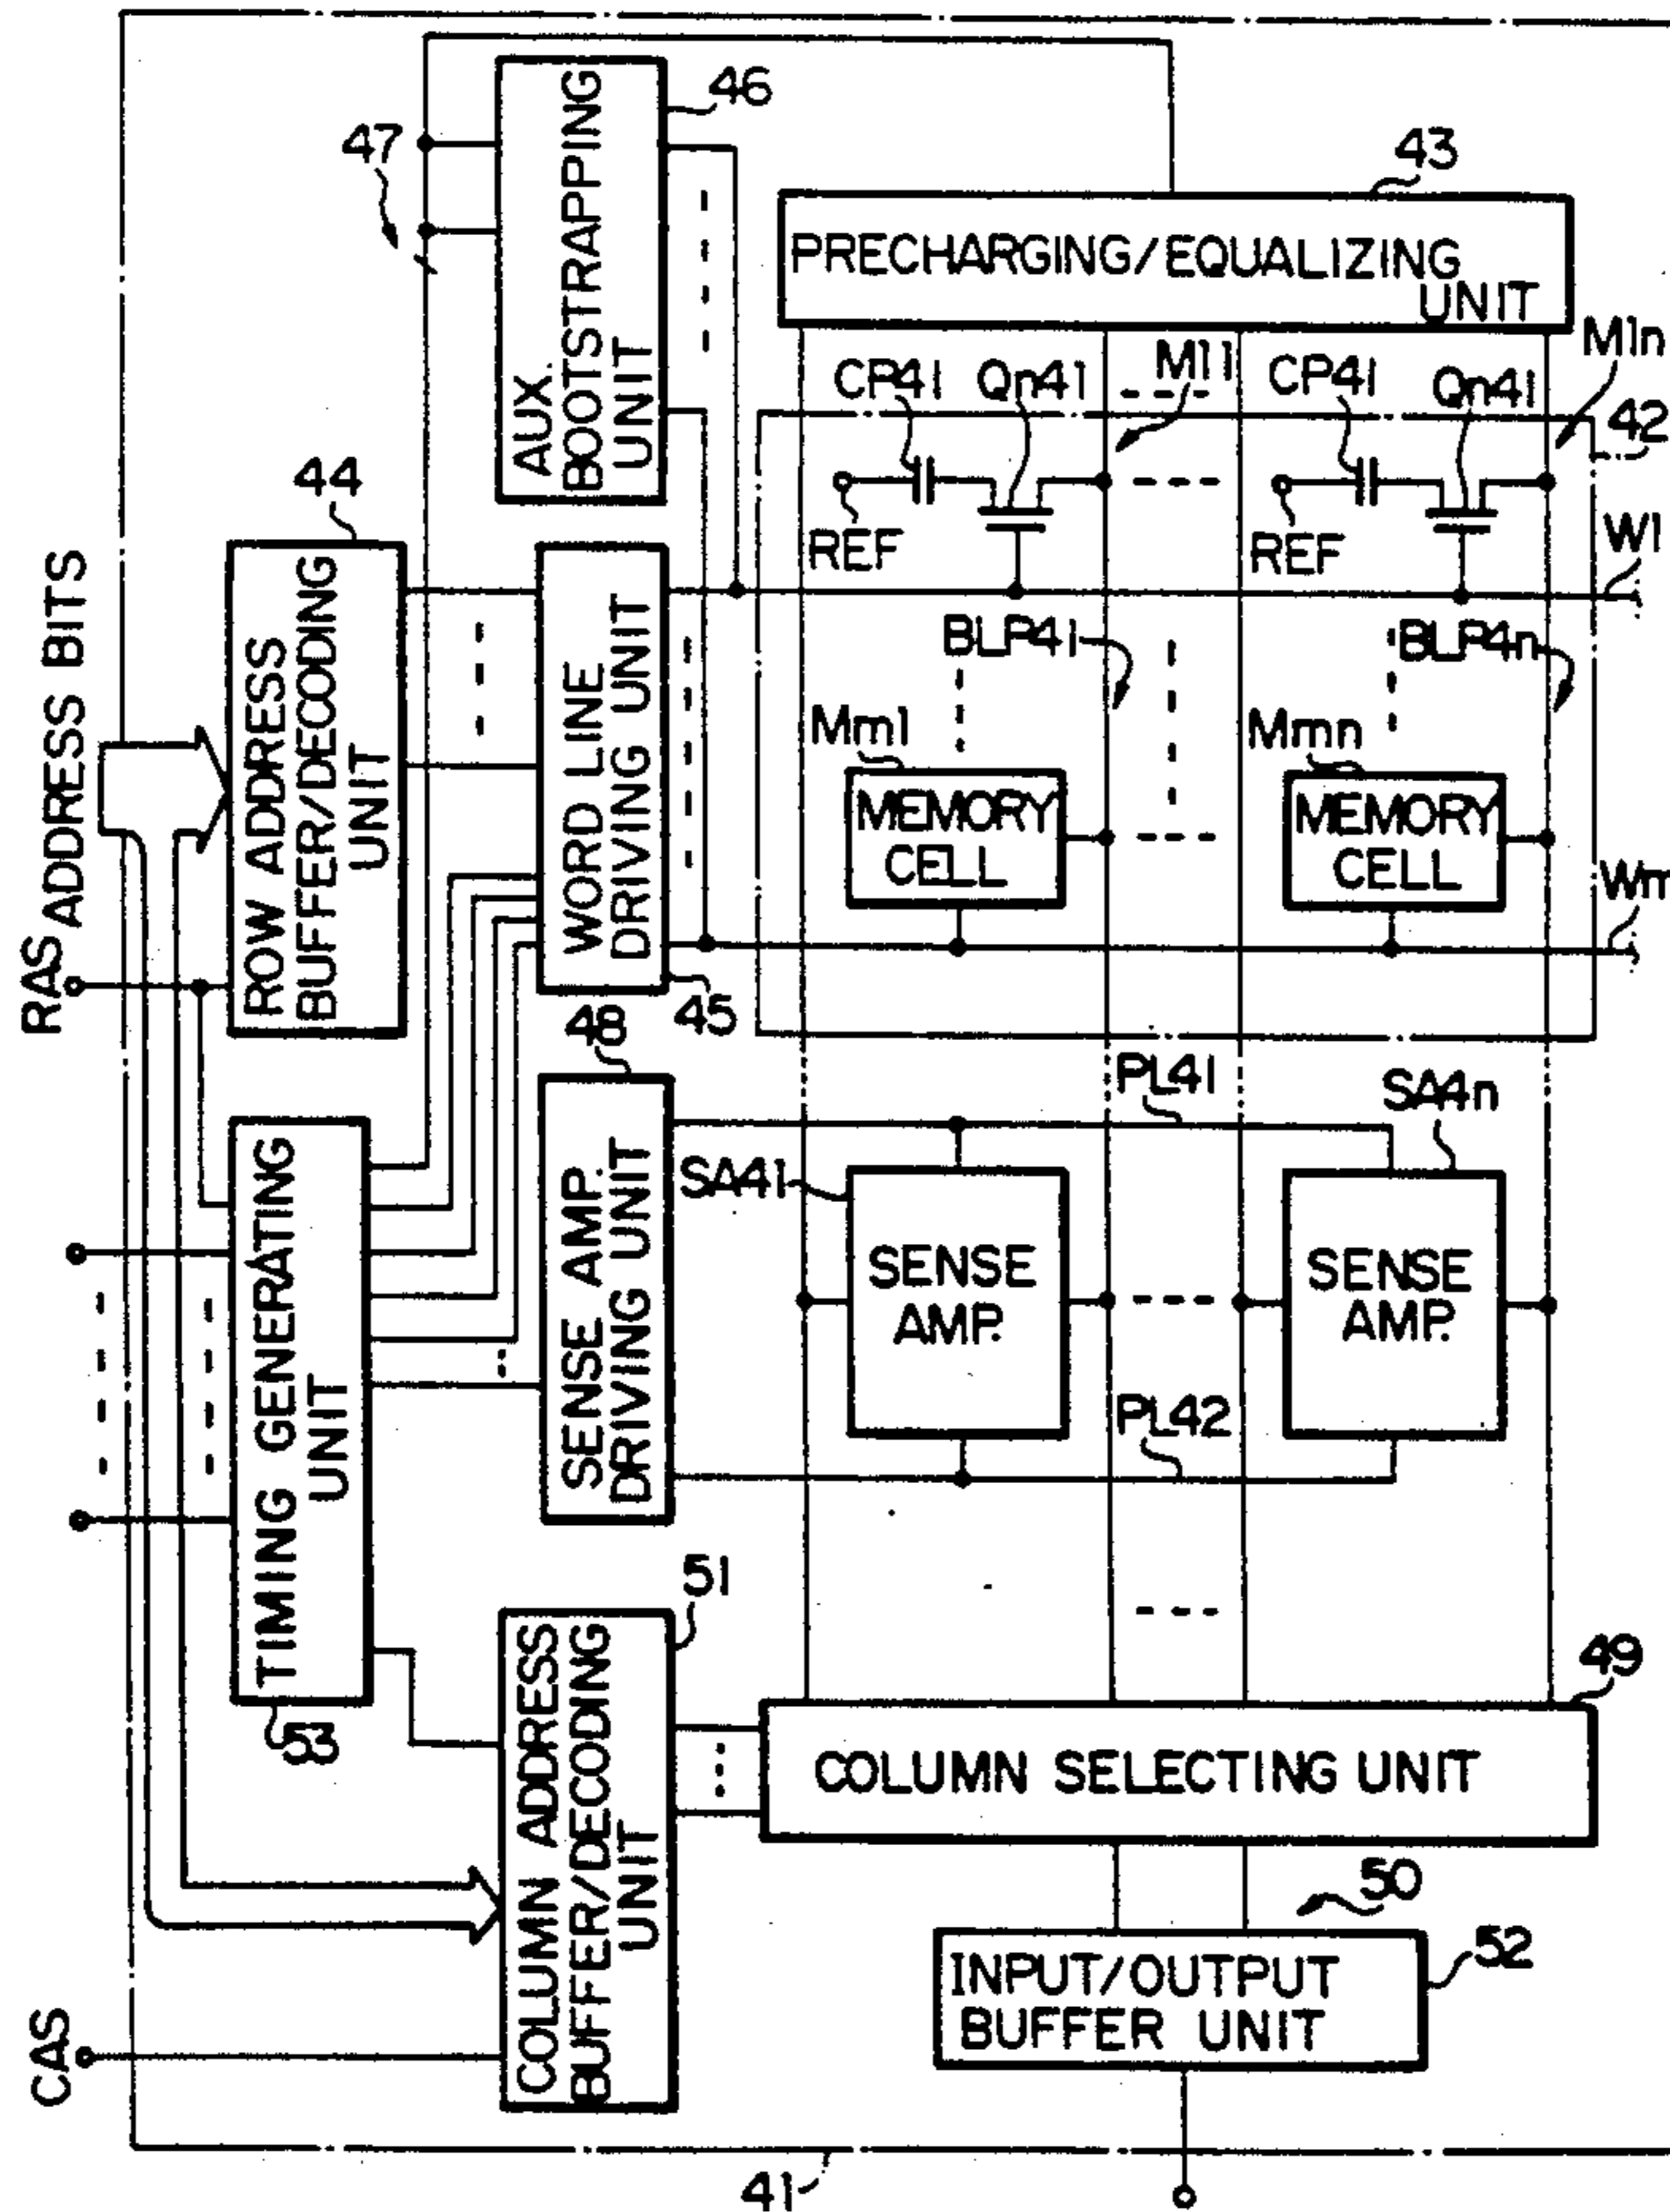 47
46
AUX.
BOOTSTRAPPING
UNIT
43
PRECHARGING/EQUALIZING
UNIT
CP41
Qn41
M11
CP41
Qn41
M1n
42
REF
REF
W1
44
ADDRESS BITS
ROW ADDRESS
BUFFER/DECODING
UNIT
WORD LINE
DRIVING UNIT
45
BLP41
BLP4n
Mm1
MEMORY
CELL
Mmn
MEMORY
CELL
Wm
RAS
48
SENSE AMP.
DRIVING UNIT
PL41
SA4n
SA41
SENSE
AMP.
SENSE
AMP.
PL42
TIMING GENERATING
UNIT
53
51
COLUMN ADDRESS
BUFFER/DECODING
UNIT
49
COLUMN SELECTING UNIT
50
INPUT/OUTPUT
BUFFER UNIT
52
CAS
41